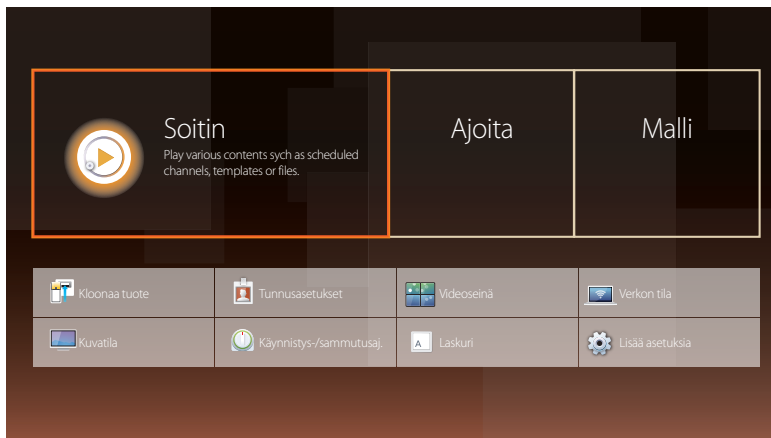 Soitin
Play various contents sych as scheduled
channels, templates or files.
Ajoita
Malli
Kloonaa tuote
Tunnusasetukset
Videoseinä
Verkon tila
Kuvatila
Käynnistys-/sammutusaj.
A
Laskuri
Lisää asetuksia